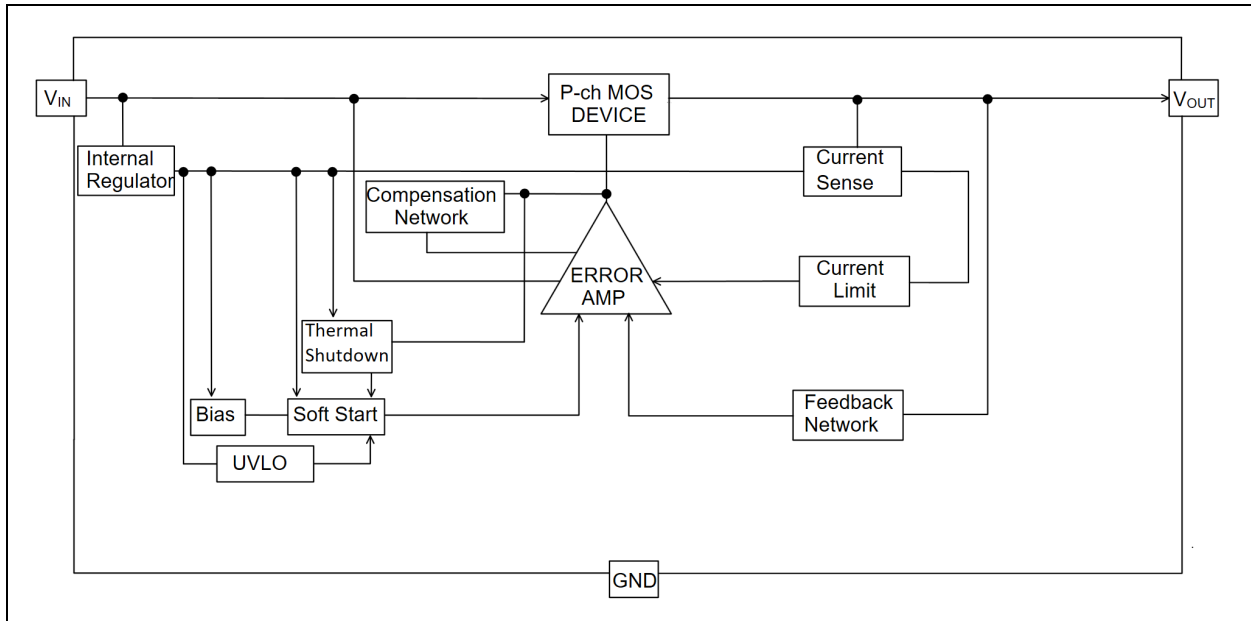 P-ch MOS
DEVICE
VIN
VOUT
Internal
Regulator
Current
Sense
Compensation
Network
ERROR
AMP
Current
Limit
Thermal
Shutdown
Bias
Soft Start
Feedback
Network
UVLO
GND